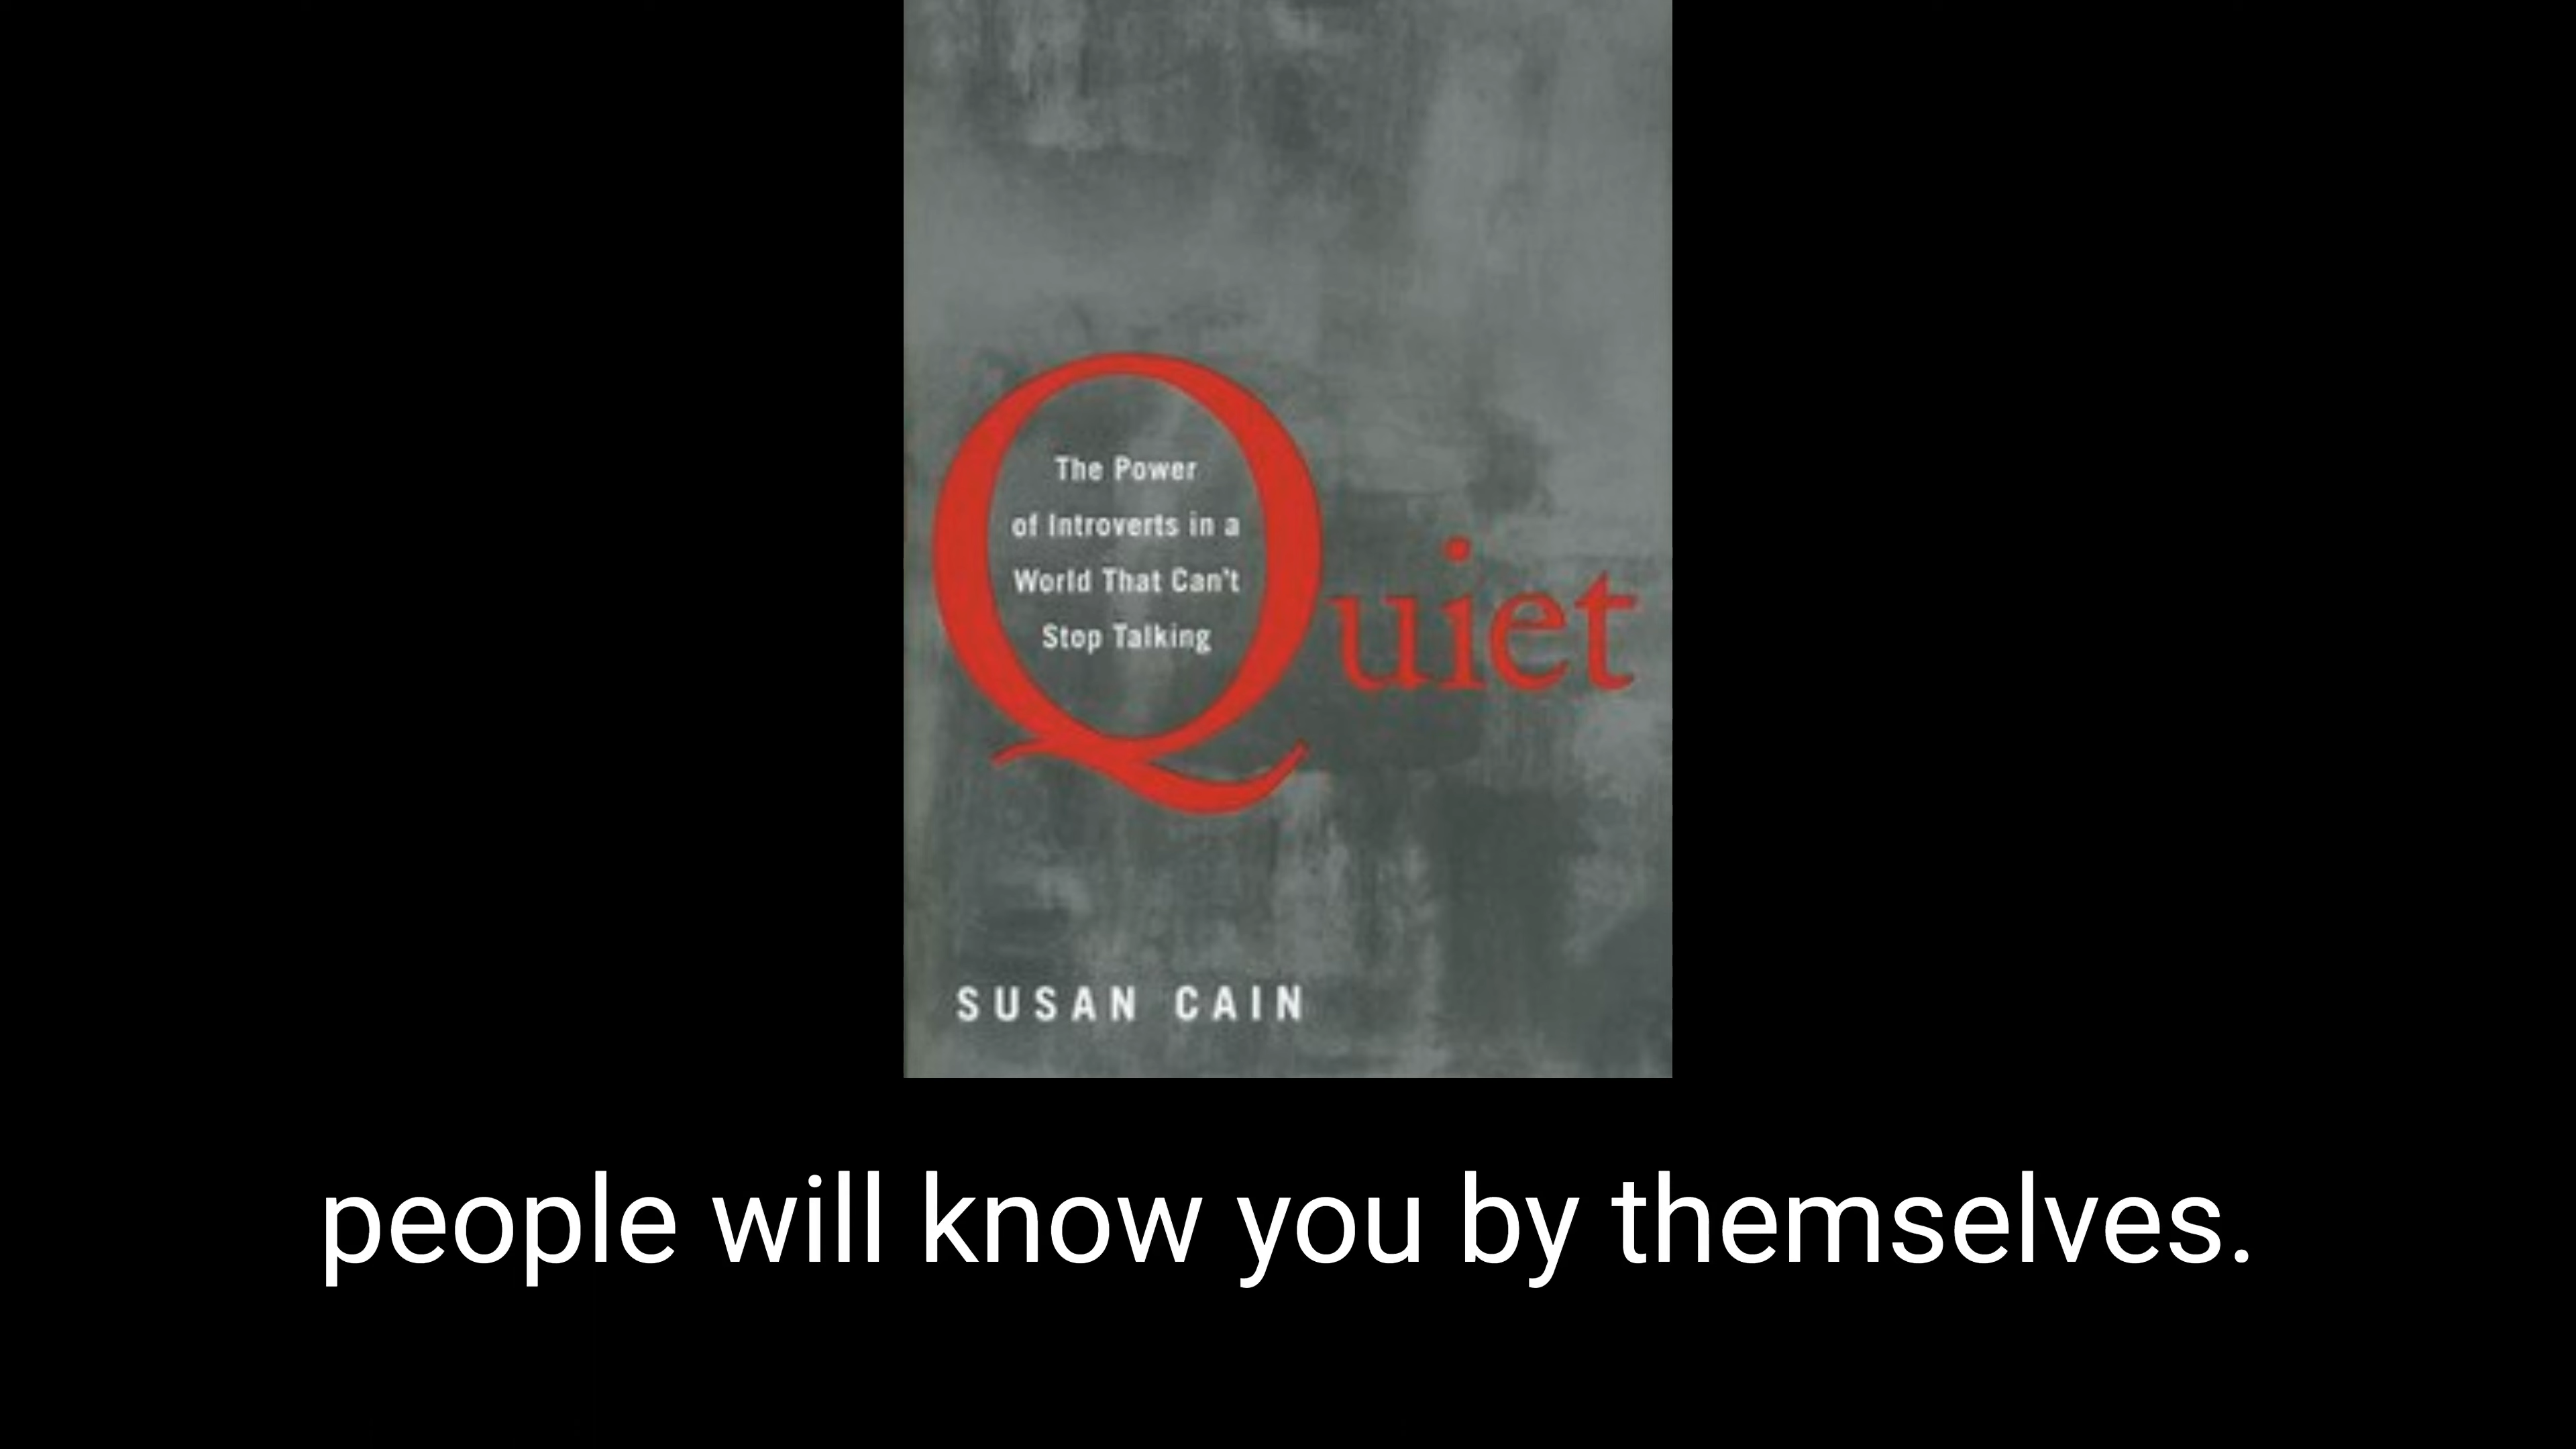 The Power
of Introverts in a
World That Can't
Stop Talking
Quiet
SUSAN CAIN
people will know you by themselves.